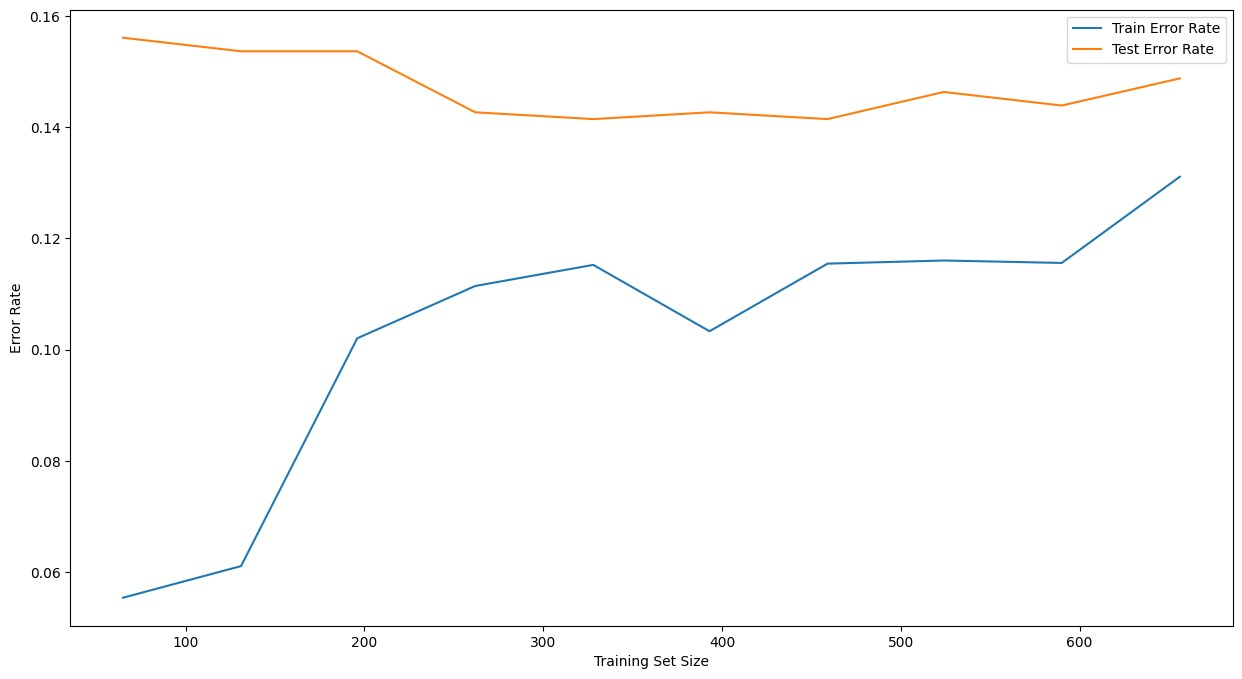 0.16
0.14
0.12
0.10
0.08
0.06
Error Rate
Train Error Rate
Test Error Rate
100 200 300 400 500 600
Training Set Size